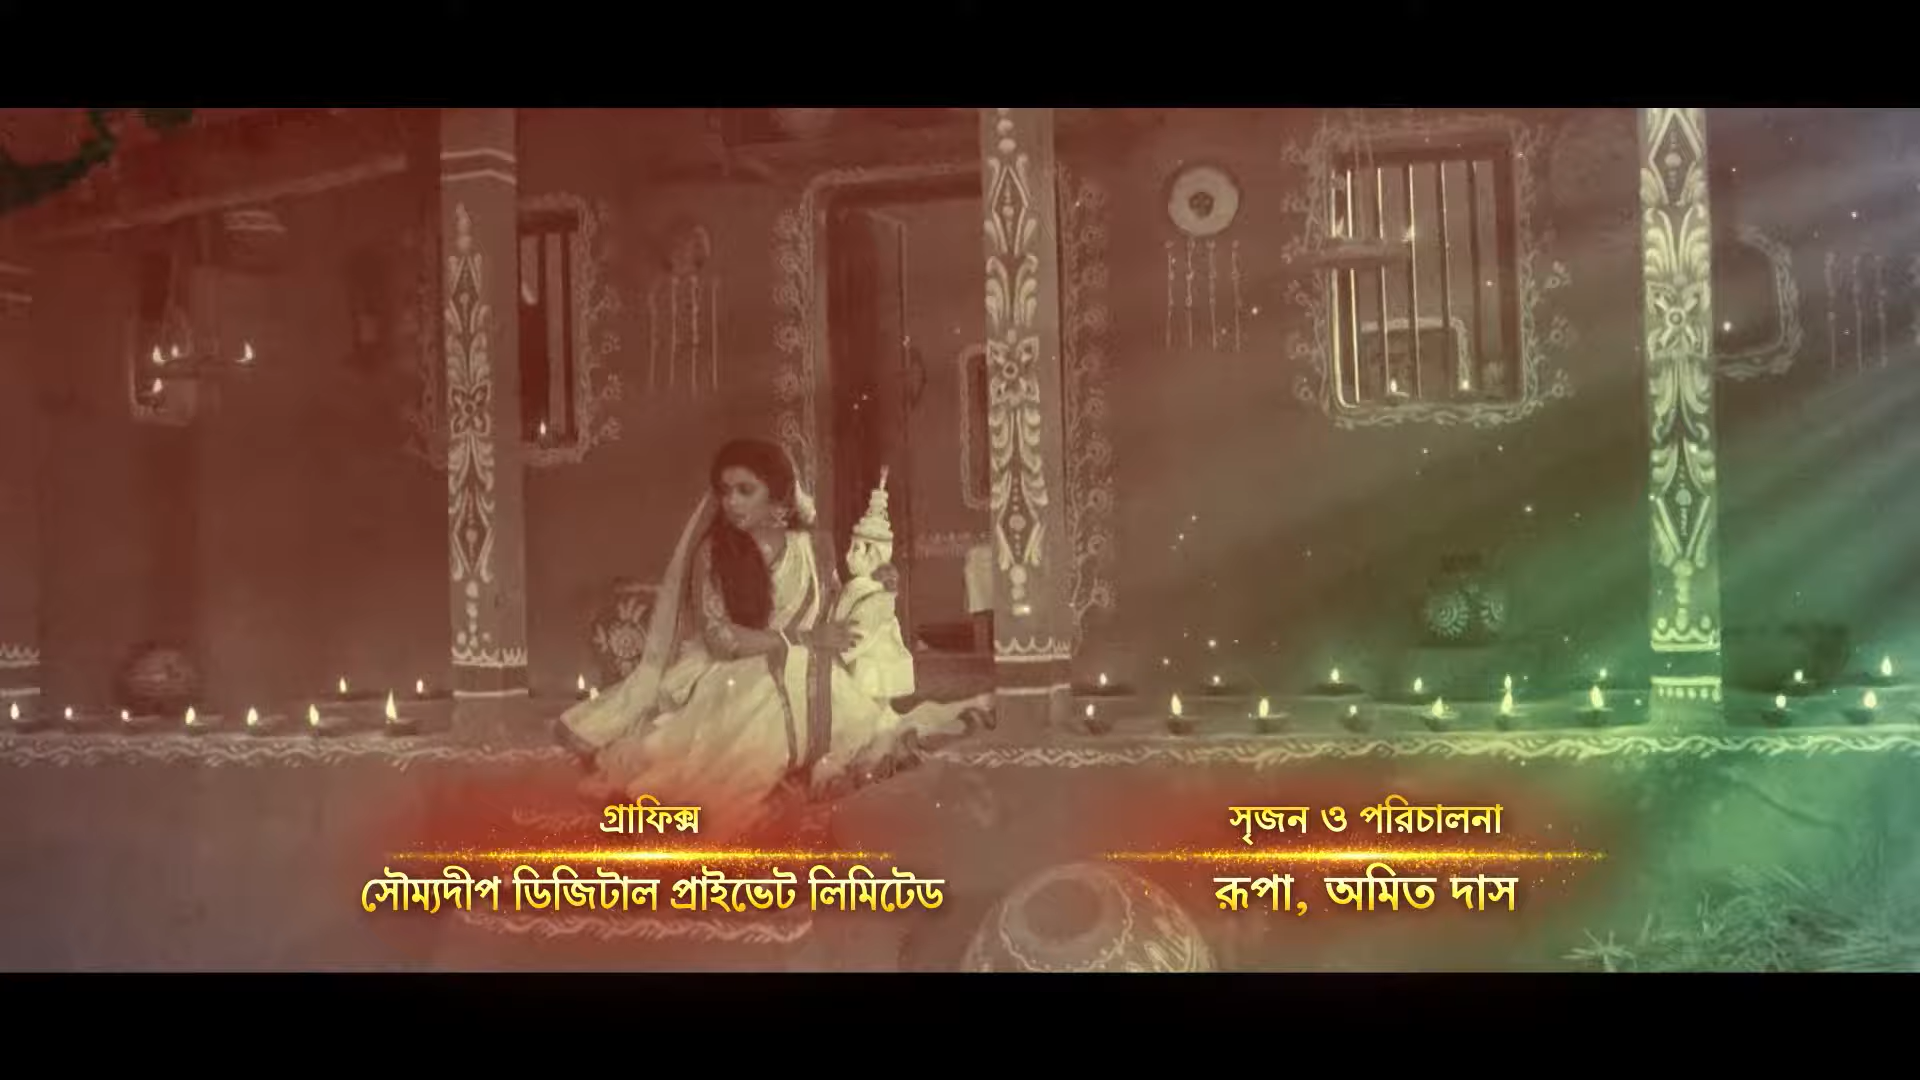 গ্রাফিক্স
সৌম্যদীপ ডিজিটাল প্রাইভেট লিমিটেড
সৃজন ও পরিচালনা
রূপা, অমিত দাস